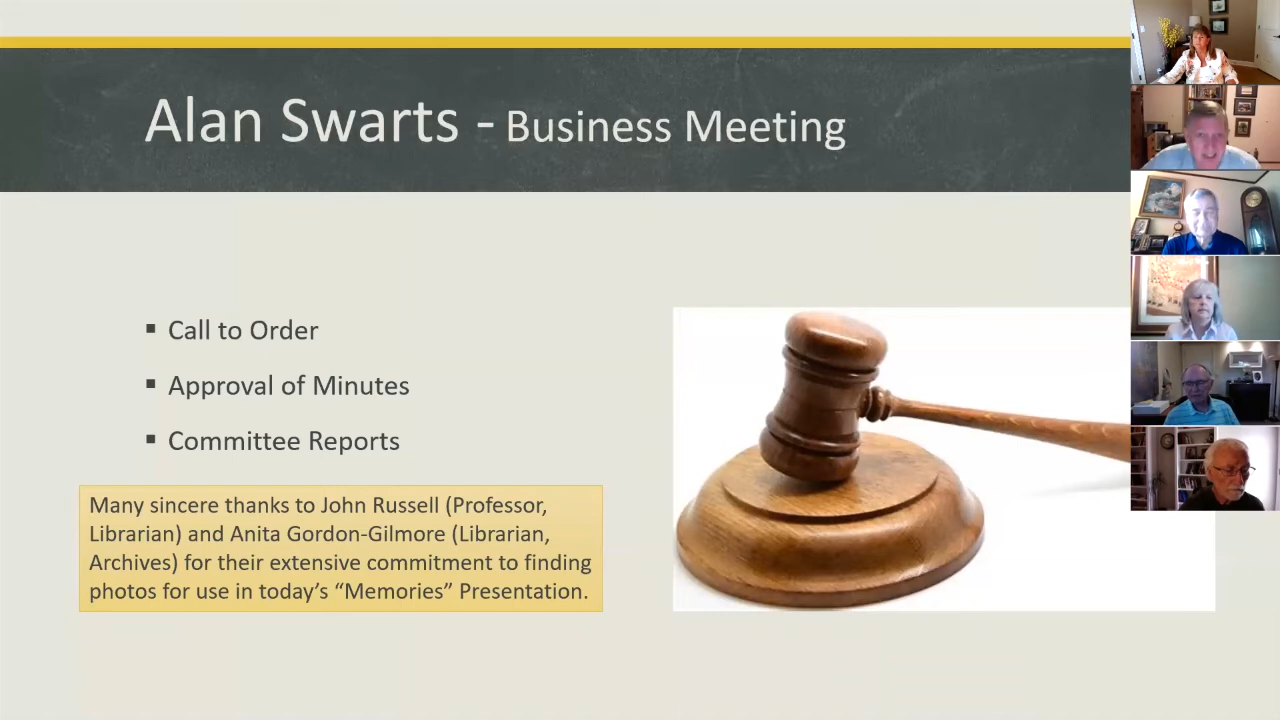 Alan Swarts - Business Meeting
▪ Call to Order
▪ Approval of Minutes
▪ Committee Reports
Many sincere thanks to John Russell (Professor,
Librarian) and Anita Gordon-Gilmore (Librarian,
Archives) for their extensive commitment to finding
photos for use in today’s “Memories” Presentation.